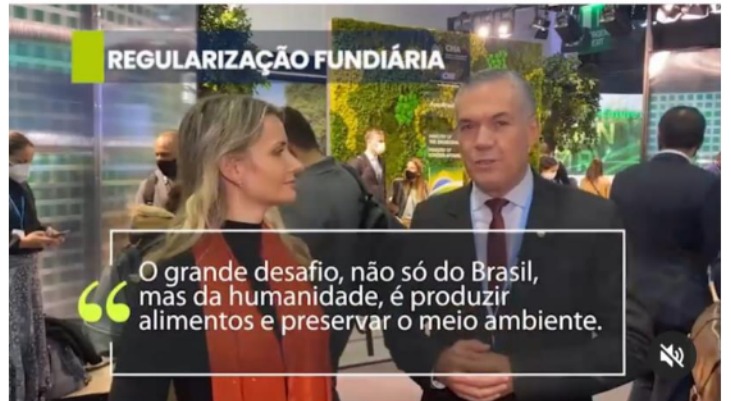 REGULARIZAÇÃO FUNDIÁRIA
“
O grande desafio, não só do Brasil,
mas da humanidade, é produzir
alimentos e preservar o meio ambiente.